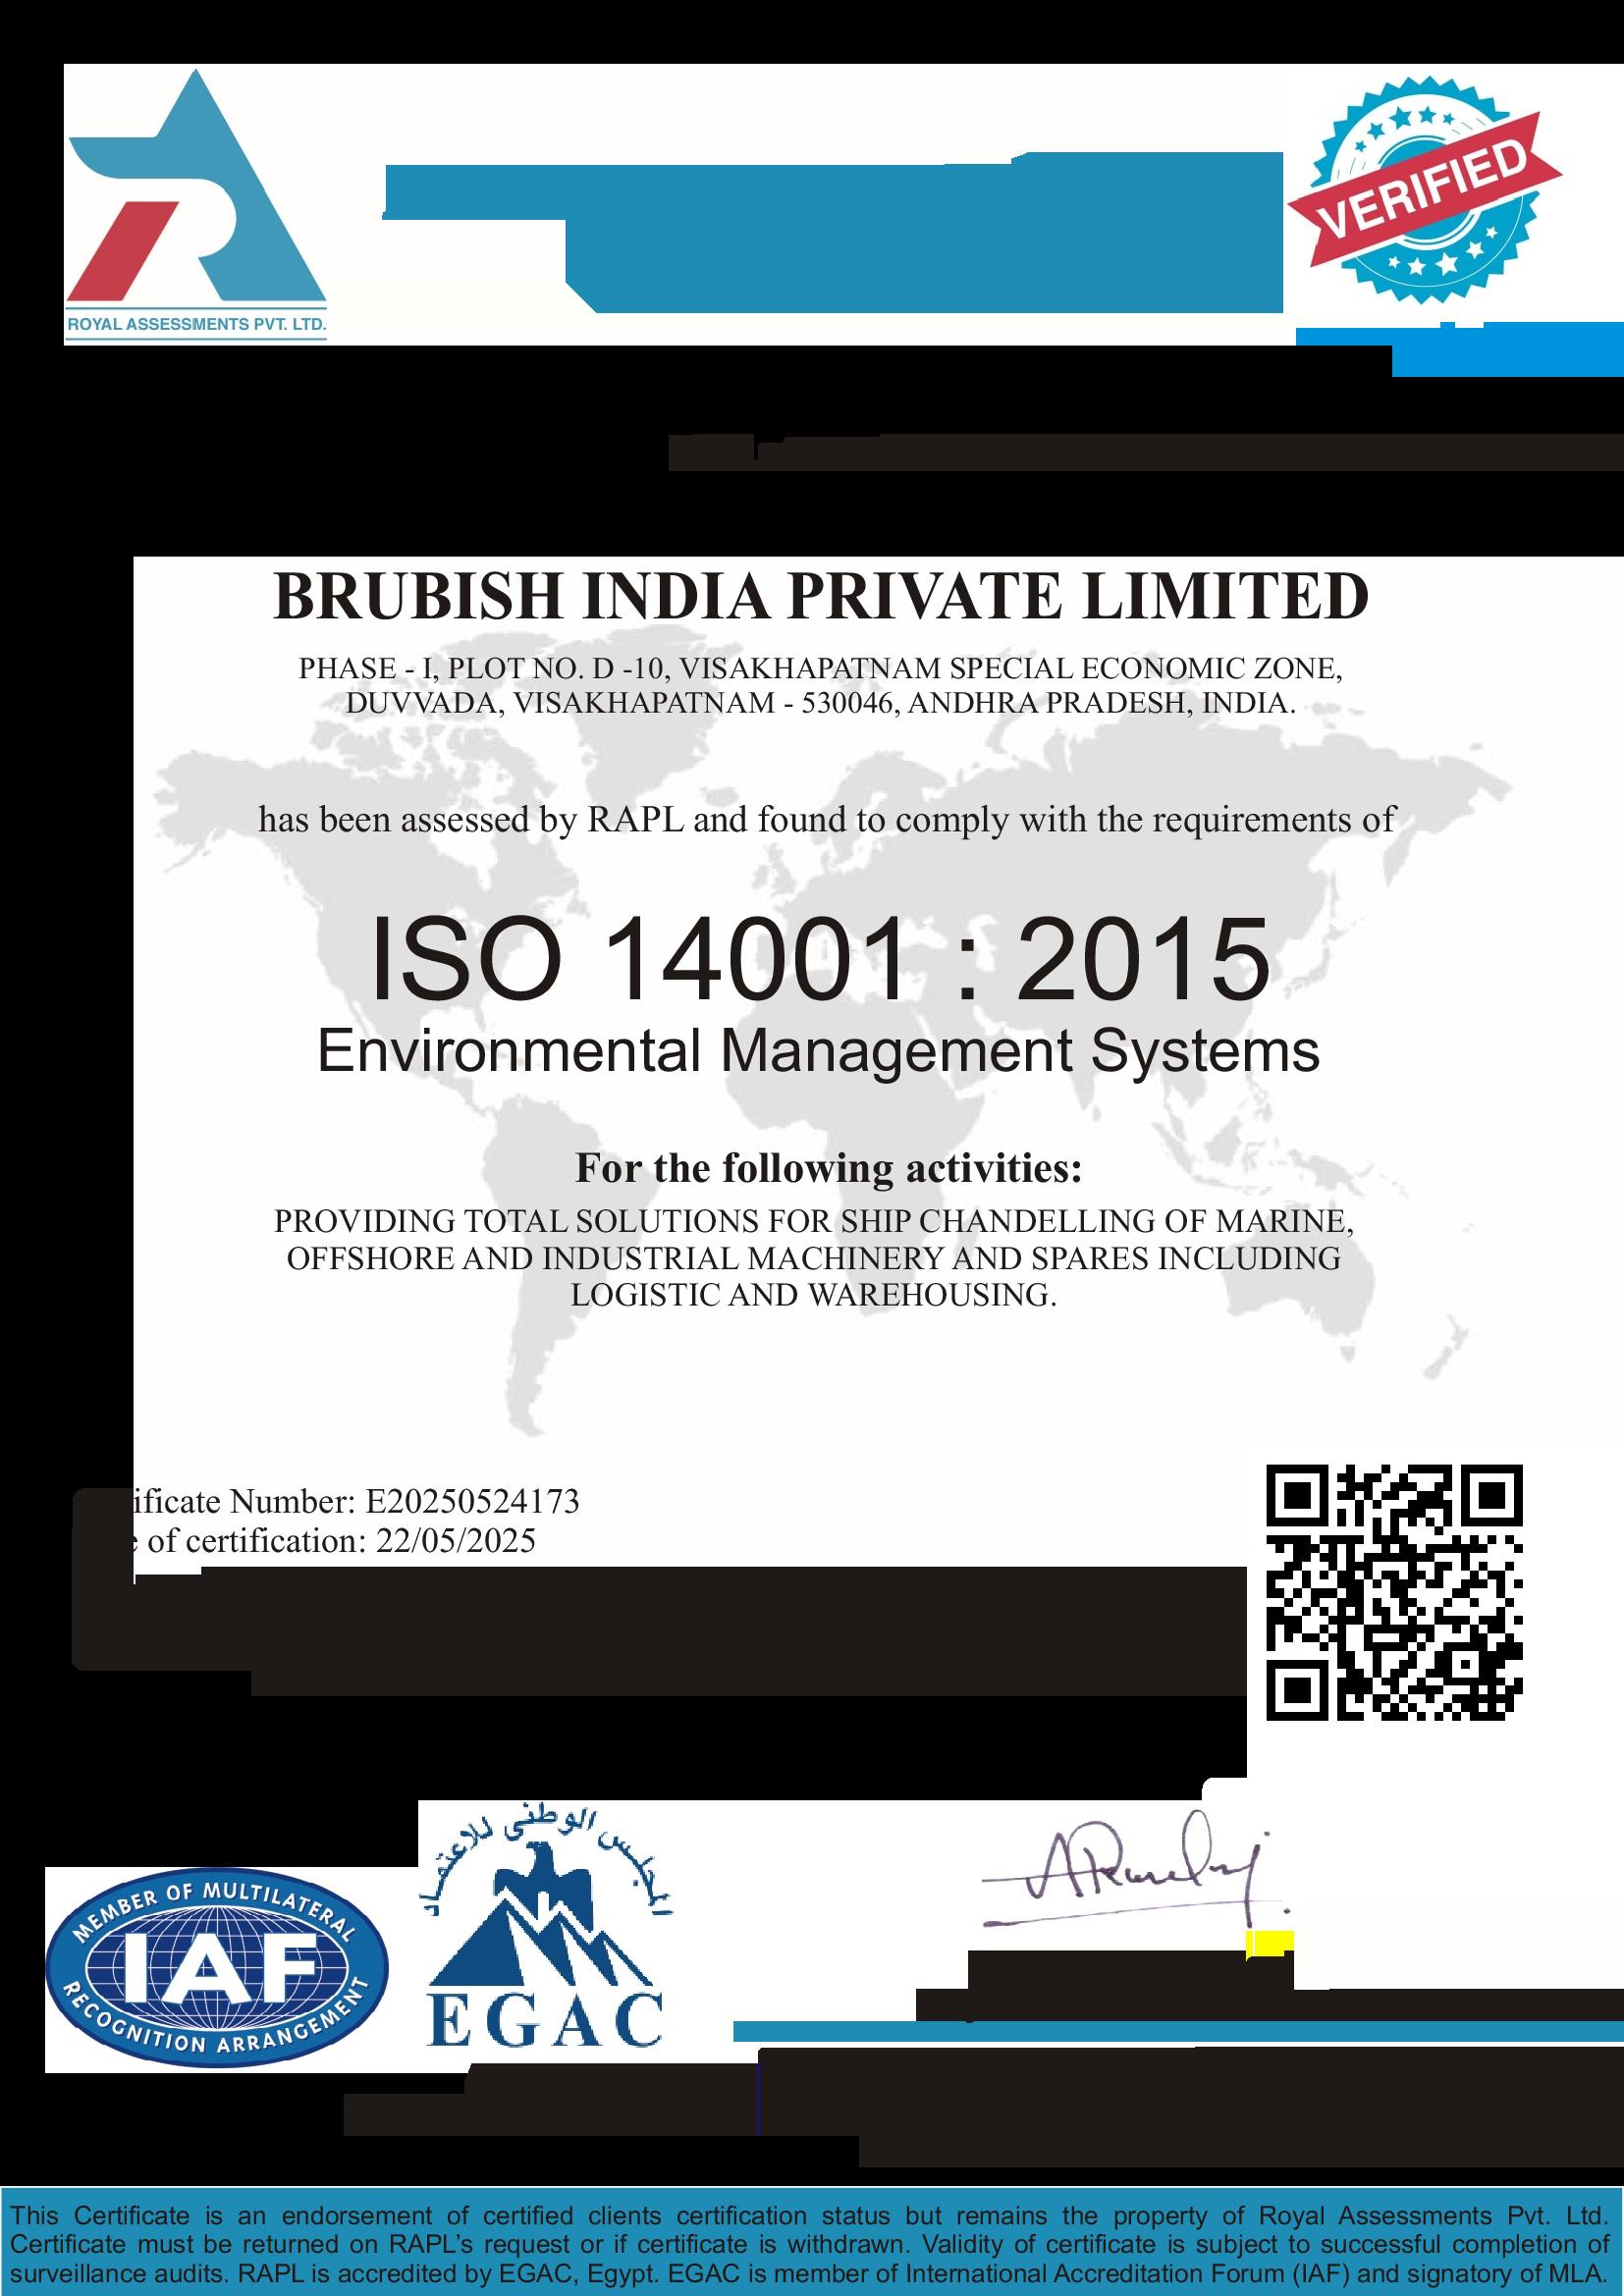 ROYAL ASSESSMENTS PVT. LTD.
VERIFIED
BRUBISH INDIA PRIVATE LIMITED
PHASE - I, PLOT NO. D -10, VISAKHAPATNAM SPECIAL ECONOMIC ZONE,
DUVVADA, VISAKHAPATNAM - 530046, ANDHRA PRADESH, INDIA.
has been assessed by RAPL and found to comply with the requirements of
ISO 14001 : 2015
Environmental Management Systems
For the following activities:
PROVIDING TOTAL SOLUTIONS FOR SHIP CHANDELLING OF MARINE,
OFFSHORE AND INDUSTRIAL MACHINERY AND SPARES INCLUDING
LOGISTIC AND WAREHOUSING.
ificate Number: E20250524173
of certification: 22/05/2025
المجلس الوطنى للاعتماد
EGAC
MEMBER OF MULTILATERAL
IAF
RECOGNITION ARRANGEMENT
This Certificate is an endorsement of certified clients certification status but remains the property of Royal Assessments Pvt. Ltd.
Certificate must be returned on RAPL's request or if certificate is withdrawn. Validity of certificate is subject to successful completion of
surveillance audits. RAPL is accredited by EGAC, Egypt. EGAC is member of International Accreditation Forum (IAF) and signatory of MLA.